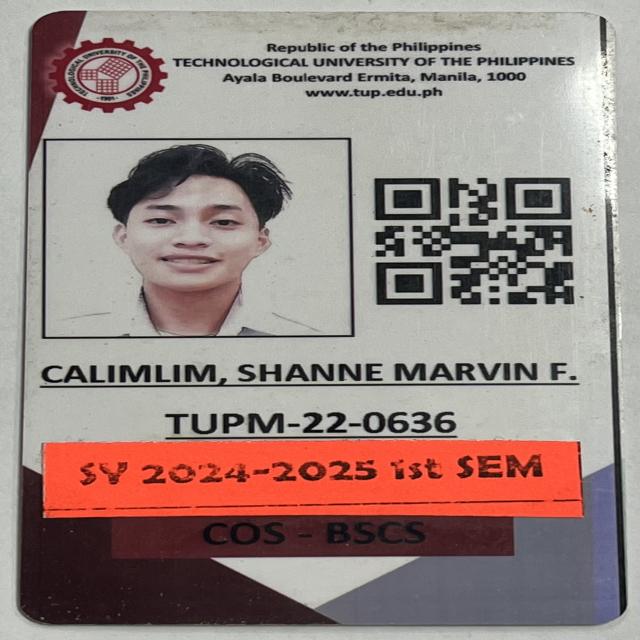 Republic of the Philippines
TECHNOLOGICAL UNIVERSITY OF THE PHILIPPINES
Ayala Boulevard Ermita, Manila, 1000
www.tup.edu.ph
TECHNOLOGICAL UNIVERSITY OF THE PHILIPPINES
1901
CALIMLIM, SHANNE MARVIN F.
TUPM-22-0636
SY 2024-2025 1st SEM
COS - BSCS